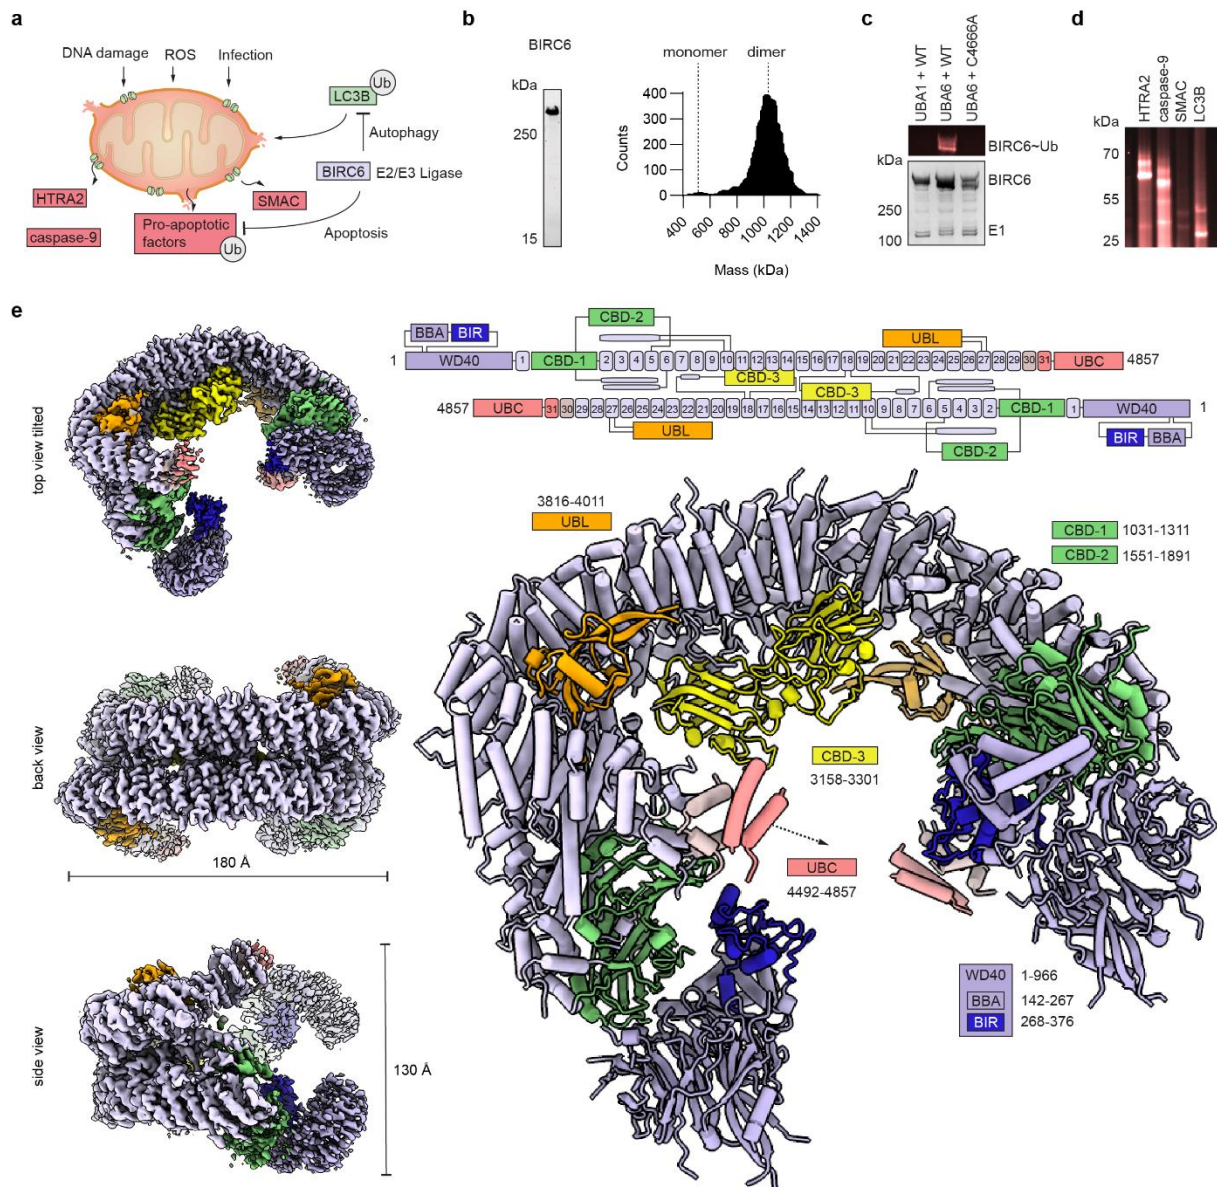 a
DNA damage
ROS
Infection
LC3B
Ub
Autophagy
BIRC6
E2/E3 Ligase
HTRA2
SMAC
caspase-9
Pro-apoptotic
factors
Ub
Apoptosis
b
BIRC6
kDa
250
15
monomer
dimer
Counts
400
300
200
100
0
400
600
800
1000
1200
1400
Mass (kDa)
c
UBA1 + WT
UBA6 + WT
UBA6 + C4666A
BIRC6~Ub
kDa
BIRC6
250
E1
100
d
HTRA2
caspase-9
SMAC
LC3B
kDa
70
55
25
e
top view tilted
back view
180 Å
side view
130 Å
BBA BIR
CBD-2
UBL
1 WD40 1 CBD-1 2 3 4 5 6 7 8 9 10 11 12 13 14 15 16 17 18 19 20 21 22 23 24 25 26 27 28 29 30 31 UBC 4857
CBD-3
CBD-3
4857 UBC 31 30 29 28 27 26 25 24 23 22 21 20 19 18 17 16 15 14 13 12 11 10 9 8 7 6 5 4 3 2 CBD-1 1 WD40 1
UBL
CBD-2
BIR BBA
3816-4011
UBL
CBD-1 1031-1311
CBD-2 1551-1891
CBD-3
3158-3301
UBC
4492-4857
WD40 1-966
BBA 142-267
BIR 268-376